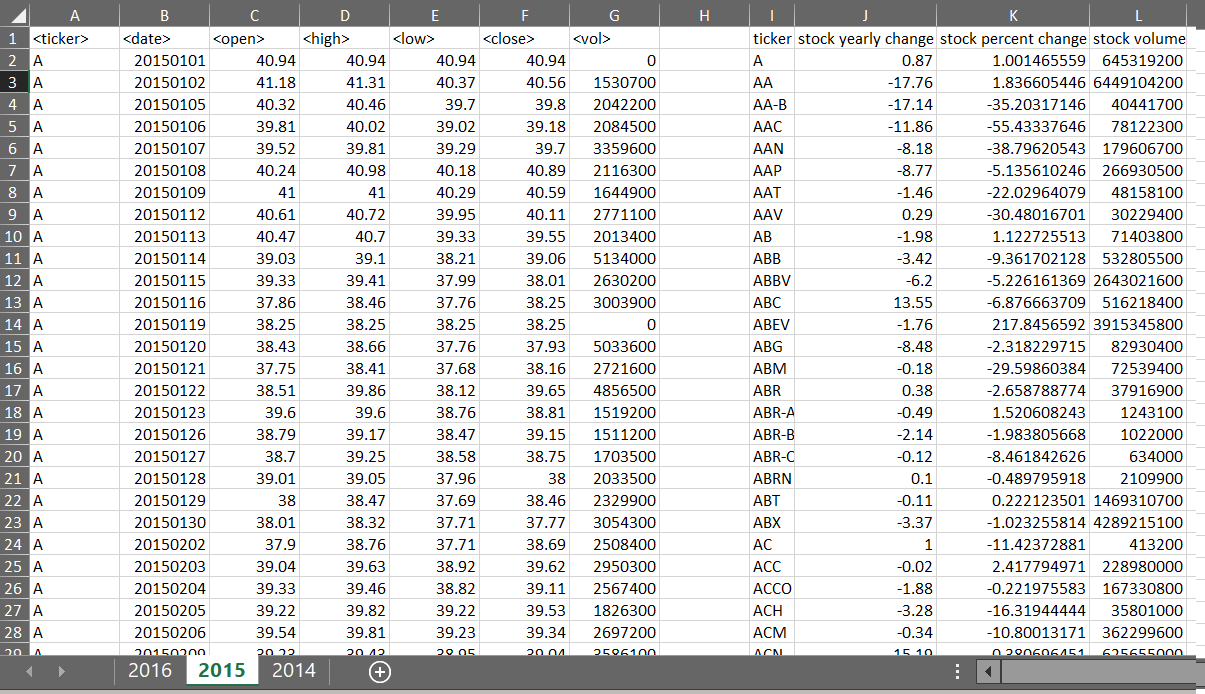 A B C D E F G H I J K L
1 <ticker> <date> <open> <high> <low> <close> <vol> ticker stock yearly change stock percent change stock volume
2 A 20150101 40.94 40.94 40.94 40.94 0 A 0.87 1.001465559 645319200
3 A 20150102 41.18 41.31 40.37 40.56 1530700 AA -17.76 1.836605446 6449104200
4 A 20150105 40.32 40.46 39.7 39.8 2042200 AA-B -17.14 -35.20317146 40441700
5 A 20150106 39.81 40.02 39.02 39.18 2084500 AAC -11.86 -55.43337646 78122300
6 A 20150107 39.52 39.81 39.29 39.7 3359600 AAN -8.18 -38.79620543 179606700
7 A 20150108 40.24 40.98 40.18 40.89 2116300 AAP -8.77 -5.135610246 266930500
8 A 20150109 41 41 40.29 40.59 1644900 AAT -1.46 -22.02964079 48158100
9 A 20150112 40.61 40.72 39.95 40.11 2771100 AAV 0.29 -30.48016701 30229400
10 A 20150113 40.47 40.7 39.33 39.55 2013400 AB -1.98 1.122725513 71403800
11 A 20150114 39.03 39.1 38.21 39.06 5134000 ABB -3.42 -9.361702128 532805500
12 A 20150115 39.33 39.41 37.99 38.01 2630200 ABBV -6.2 -5.226161369 2643021600
13 A 20150116 37.86 38.46 37.76 38.25 3003900 ABC 13.55 -6.876663709 516218400
14 A 20150119 38.25 38.25 38.25 38.25 0 ABEV -1.76 217.8456592 3915345800
15 A 20150120 38.43 38.66 37.76 37.93 5033600 ABG -8.48 -2.318229715 82930400
16 A 20150121 37.75 38.41 37.68 38.16 2721600 ABM -0.18 -29.59860384 72539400
17 A 20150122 38.51 39.86 38.12 39.65 4856500 ABR 0.38 -2.658788774 37916900
18 A 20150123 39.6 39.6 38.76 38.81 1519200 ABR-A -0.49 1.520608243 1243100
19 A 20150126 38.79 39.17 38.47 39.15 1511200 ABR-B -2.14 -1.983805668 1022000
20 A 20150127 38.7 39.25 38.58 38.75 1703500 ABR-C -0.12 -8.461842626 634000
21 A 20150128 39.01 39.05 37.96 38 2033500 ABRN 0.1 -0.489795918 2109900
22 A 20150129 38 38.47 37.69 38.46 2329900 ABT -0.11 0.222123501 1469310700
23 A 20150130 38.01 38.32 37.71 37.77 3054300 ABX -3.37 -1.023255814 4289215100
24 A 20150202 37.9 38.76 37.71 38.69 2508400 AC 1 -11.42372881 413200
25 A 20150203 39.04 39.63 38.92 39.62 2950300 ACC -0.02 2.417794971 228980000
26 A 20150204 39.33 39.46 38.82 39.11 2567400 ACCO -1.88 -0.221975583 167330800
27 A 20150205 39.22 39.82 39.22 39.53 1826300 ACH -3.28 -16.31944444 35801000
28 A 20150206 39.54 39.81 39.23 39.34 2697200 ACM -0.34 -10.80013171 362299600
29 A 20150209 39.23 39.43 38.95 39.04 3586100 ACN 15.19 0.380696451 625655000
2016 2015 2014